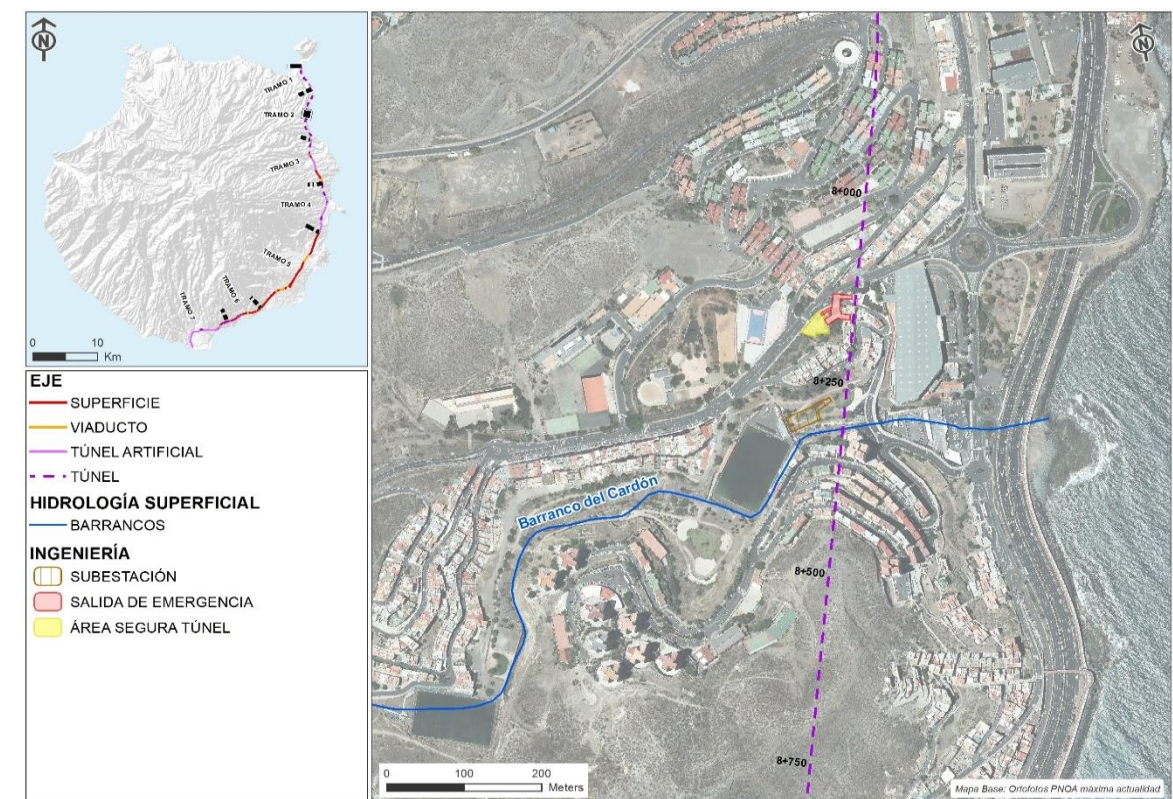 N
TRAMO 1
TRAMO 2
TRAMO 3
TRAMO 4
TRAMO 5
TRAMO 6
TRAMO 7
0 10
Km
EJE
SUPERFICIE
VIADUCTO
TÚNEL ARTIFICIAL
TÚNEL
HIDROLOGÍA SUPERFICIAL
BARRANCOS
INGENIERÍA
SUBESTACIÓN
SALIDA DE EMERGENCIA
ÁREA SEGURA TÚNEL
N
8+000
8+250
Barranco del Cardón
8+500
8+750
0 100 200
Meters
Mapa Base: Ortofotos PNOA máxima actualidad